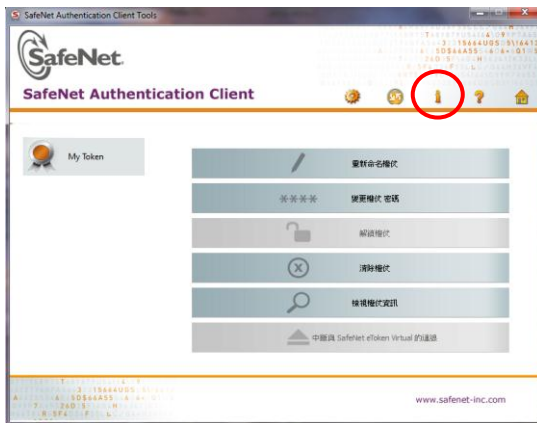 SafeNet Authentication Client Tools
SafeNet.
SafeNet Authentication Client
My Token
重新命名權杖
****
變更權杖 密碼
解鎖權杖
清除權杖
檢視權杖資訊
中斷與 SafeNet eToken Virtual 的連線
www.safenet-inc.com